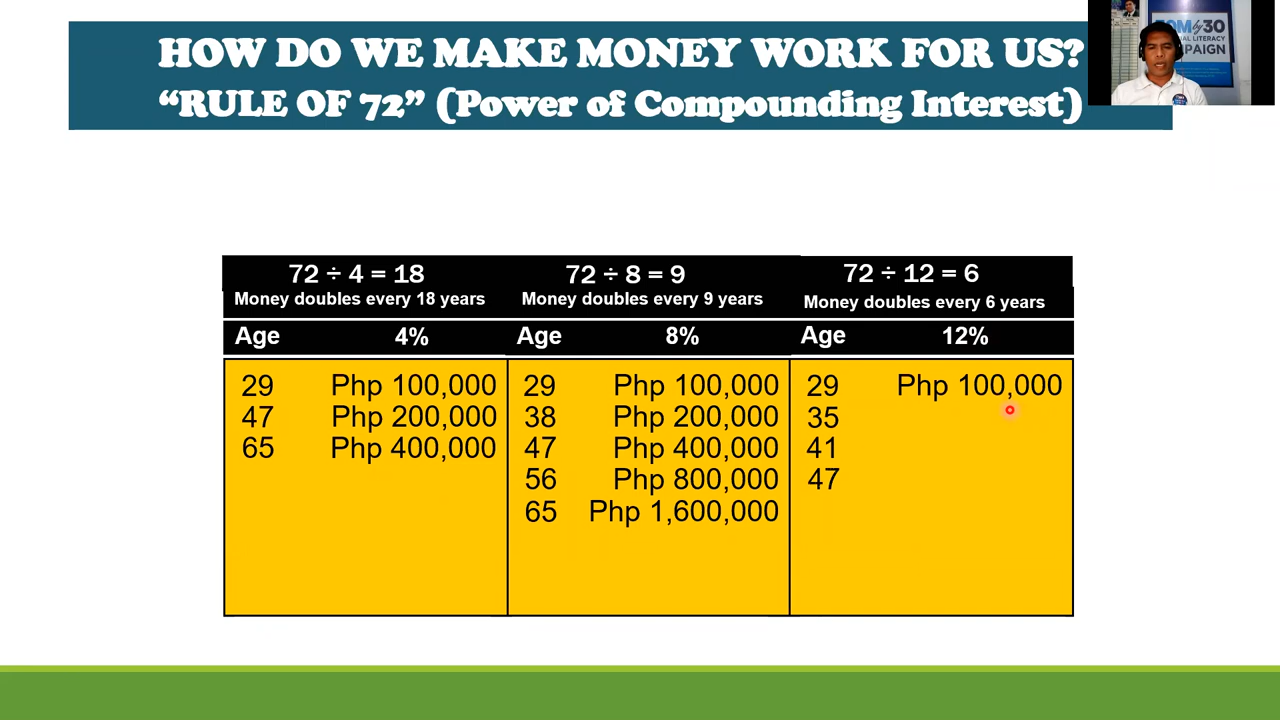 HOW DO WE MAKE MONEY WORK FOR US?
“RULE OF 72” (Power of Compounding Interest)
by 30
CAMPAIGN
72 ÷ 4 = 18 72 ÷ 8 = 9 72 ÷ 12 = 6
Money doubles every 18 years Money doubles every 9 years Money doubles every 6 years
Age 4% Age 8% Age 12%
29 Php 100,000 29 Php 100,000 29 Php 100,000
47 Php 200,000 38 Php 200,000 35
65 Php 400,000 47 Php 400,000 41
56 Php 800,000 47
65 Php 1,600,000